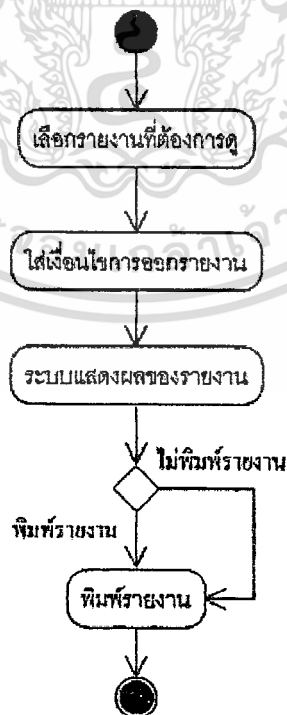 เลือกรายงานที่ต้องการดู
ใส่เงื่อนไขการออกรายงาน
ระบบแสดงผลของรายงาน
ไม่พิมพ์รายงาน
พิมพ์รายงาน
พิมพ์รายงาน